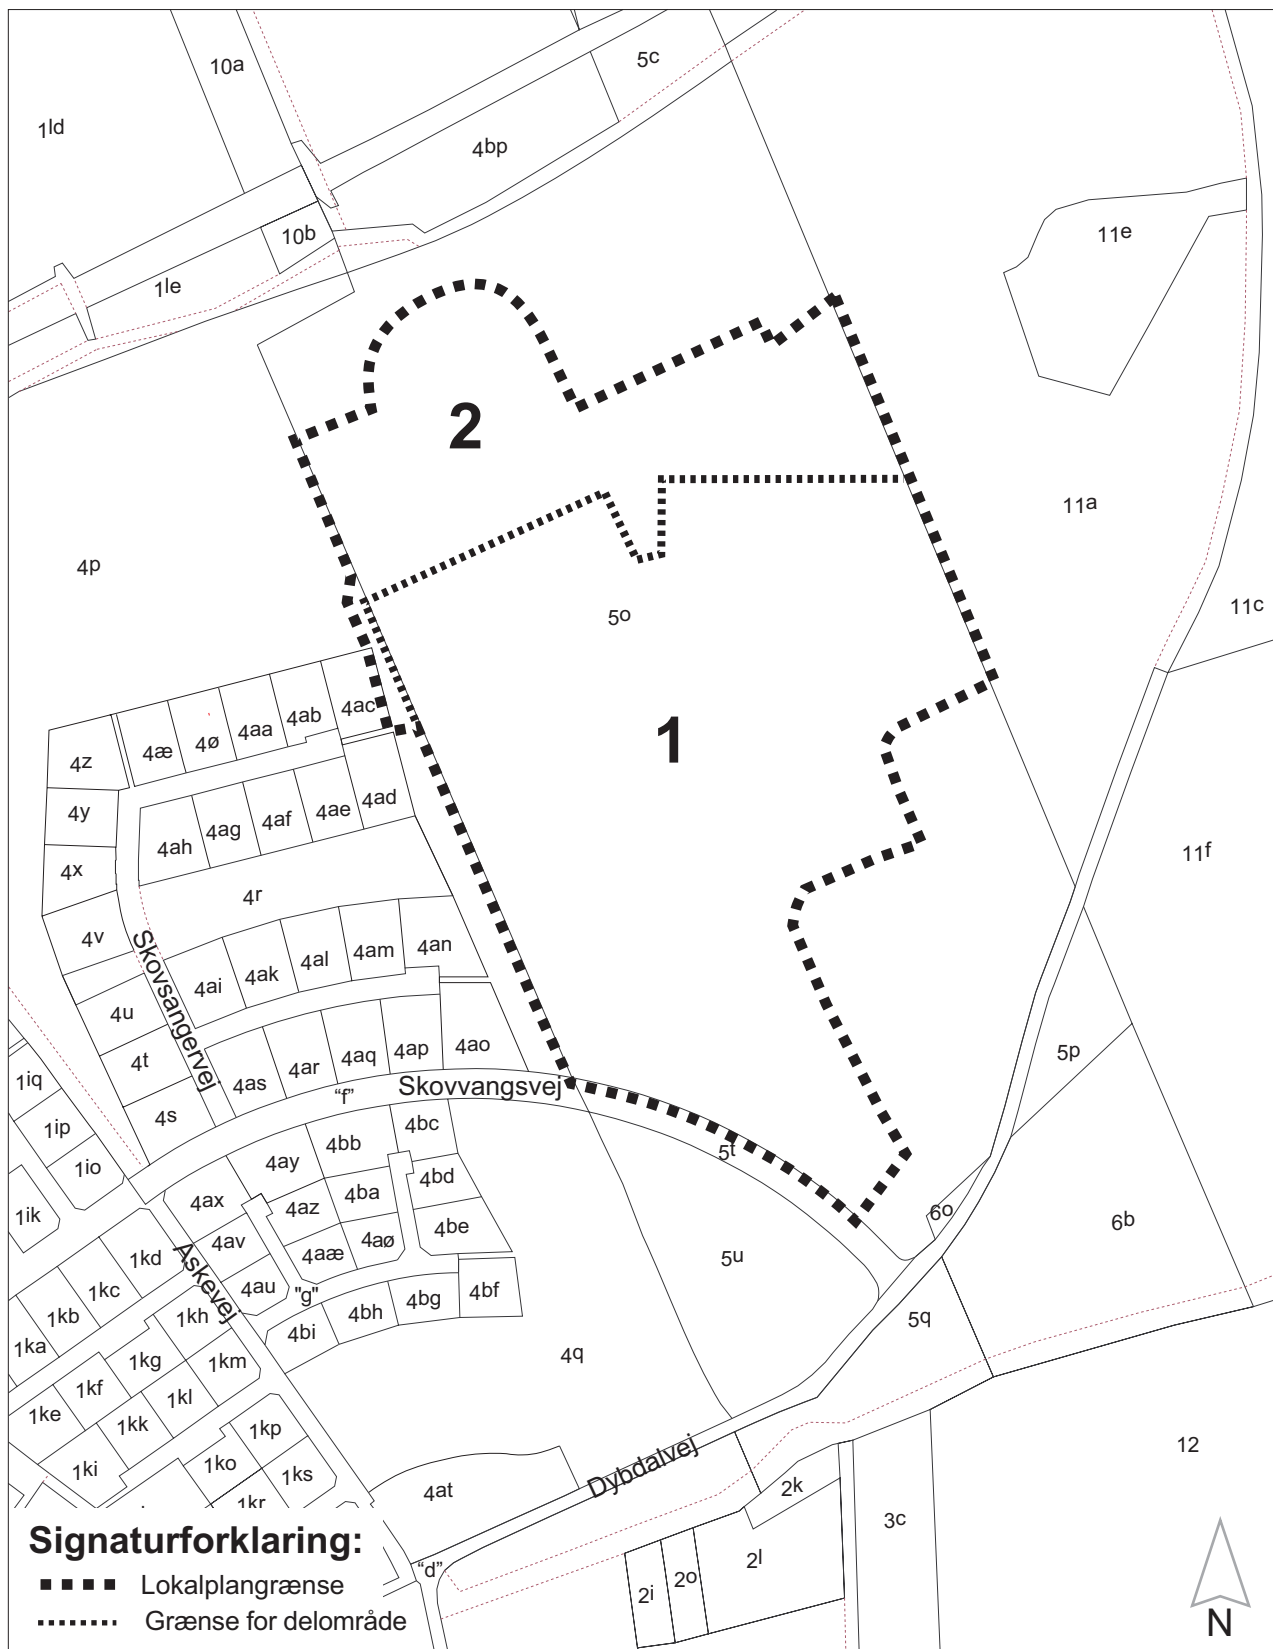 10a
5c
1ld
4bp
10b
11e
1le
2
11a
4p
11c
5o
1
4ac
4ab
4aa
4ø
4æ
4z
4y
4ad
4ae
4af
4ag
4ah
4x
11f
4r
4v
4an
4am
4al
4ak
4ai
Skovsangervej
4u
4t
4ao
4ap
4aq
4ar
4as
5p
1iq
Skovvangsvej
"f"
4s
1ip
4bc
4bb
5t
1io
4ay
4bd
4ba
4ax
4az
4be
6o
6b
1ik
4av
4aø
4aæ
5u
1kd
Askevej
4au
"g"
4bf
1kc
4bg
4bh
1kb
1kh
4bi
5q
1ka
1kg
1km
4q
1kf
1kl
1ke
1kk
1kp
12
1ki
1ko
1ks
Dybdalvej
1kr
4at
2k
3c
Signaturforklaring:
2l
"d"
2o
2i
Lokalplangrænse
Grænse for delområde
N